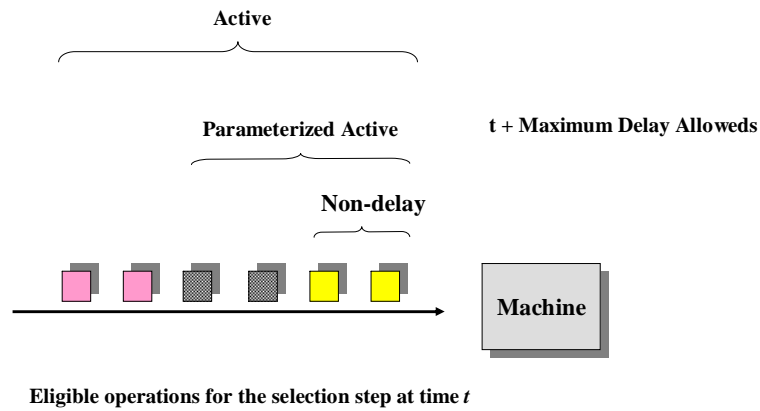 Active
Parameterized Active
t + Maximum Delay Alloweds
Non-delay
Machine
Eligible operations for the selection step at time t